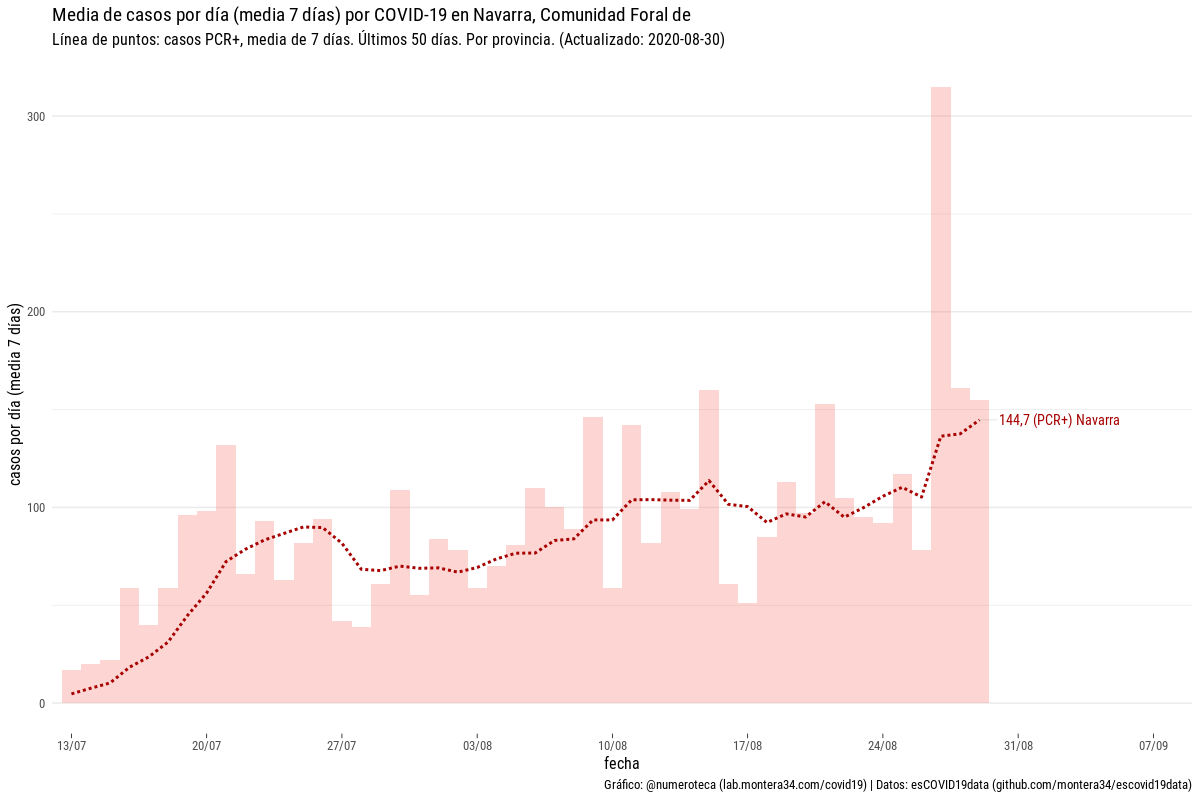 Media de casos por día (media 7 días) por COVID-19 en Navarra, Comunidad Foral de
Línea de puntos: casos PCR+, media de 7 días. Últimos 50 días. Por provincia. (Actualizado: 2020-08-30)
casos por día (media 7 días)
300
200
100
0
144,7 (PCR+) Navarra
13/07
20/07
27/07
03/08
10/08
17/08
24/08
31/08
07/09
fecha
Gráfico: @numeroteca (lab.montera34.com/covid19) | Datos: esCOVID19data (github.com/montera34/escovid19data)